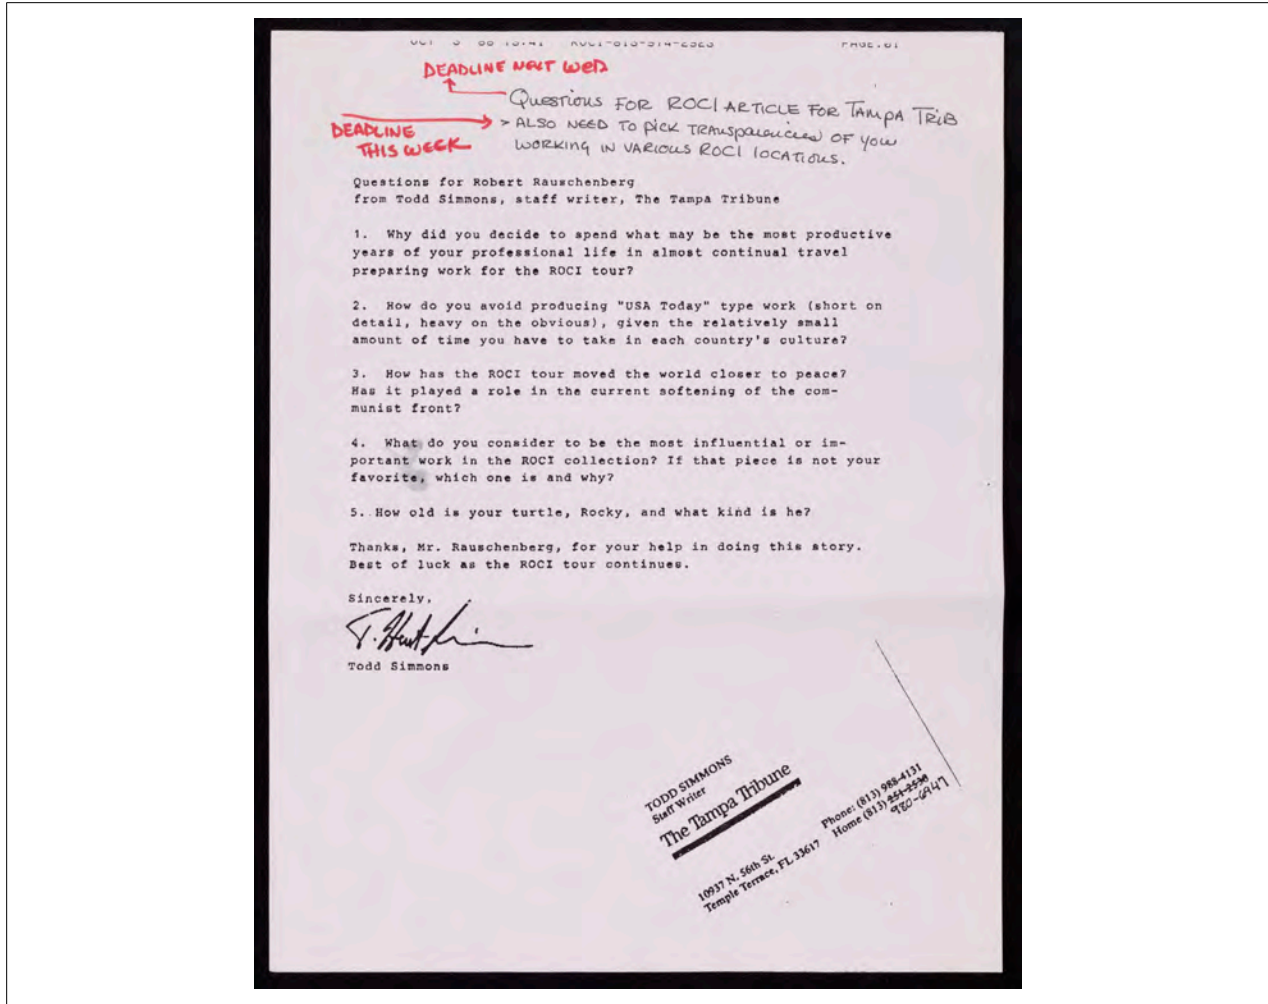 PAGE.01
DEADLINE NEXT WED
QUESTIONS FOR ROCI ARTICLE FOR TAMPA TRIB
DEADLINE
THIS WEEK
> ALSO NEED TO PICK TRANSPARENCIES OF YOU
WORKING IN VARIOUS ROCI LOCATIONS.
Questions for Robert Rauschenberg
from Todd Simmons, staff writer, The Tampa Tribune
1. Why did you decide to spend what may be the most productive
years of your professional life in almost continual travel
preparing work for the ROCI tour?
2. How do you avoid producing "USA Today" type work (short on
detail, heavy on the obvious), given the relatively small
amount of time you have to take in each country's culture?
3. How has the ROCI tour moved the world closer to peace?
Has it played a role in the current softening of the com-
munist front?
4. What do you consider to be the most influential or im-
portant work in the ROCI collection? If that piece is not your
favorite, which one is and why?
5. How old is your turtle, Rocky, and what kind is he?
Thanks, Mr. Rauschenberg, for your help in doing this story.
Best of luck as the ROCI tour continues.
Sincerely,
Todd Simmons
TODD SIMMONS
Staff Writer
The Tampa Tribune
10937 N. 56th St.
Temple Terrace, FL 33617
Phone: (813) 988-4131
Home (813) 251-2530
980-6947